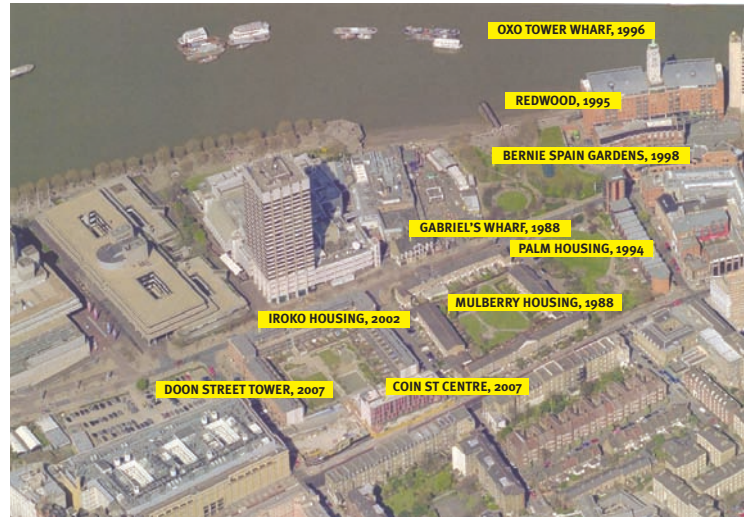 OXO TOWER WHARF, 1996
REDWOOD, 1995
BERNIE SPAIN GARDENS, 1998
GABRIEL'S WHARF, 1988
PALM HOUSING, 1994
MULBERRY HOUSING, 1988
IROKO HOUSING, 2002
DOON STREET TOWER, 2007
COIN ST CENTRE, 2007